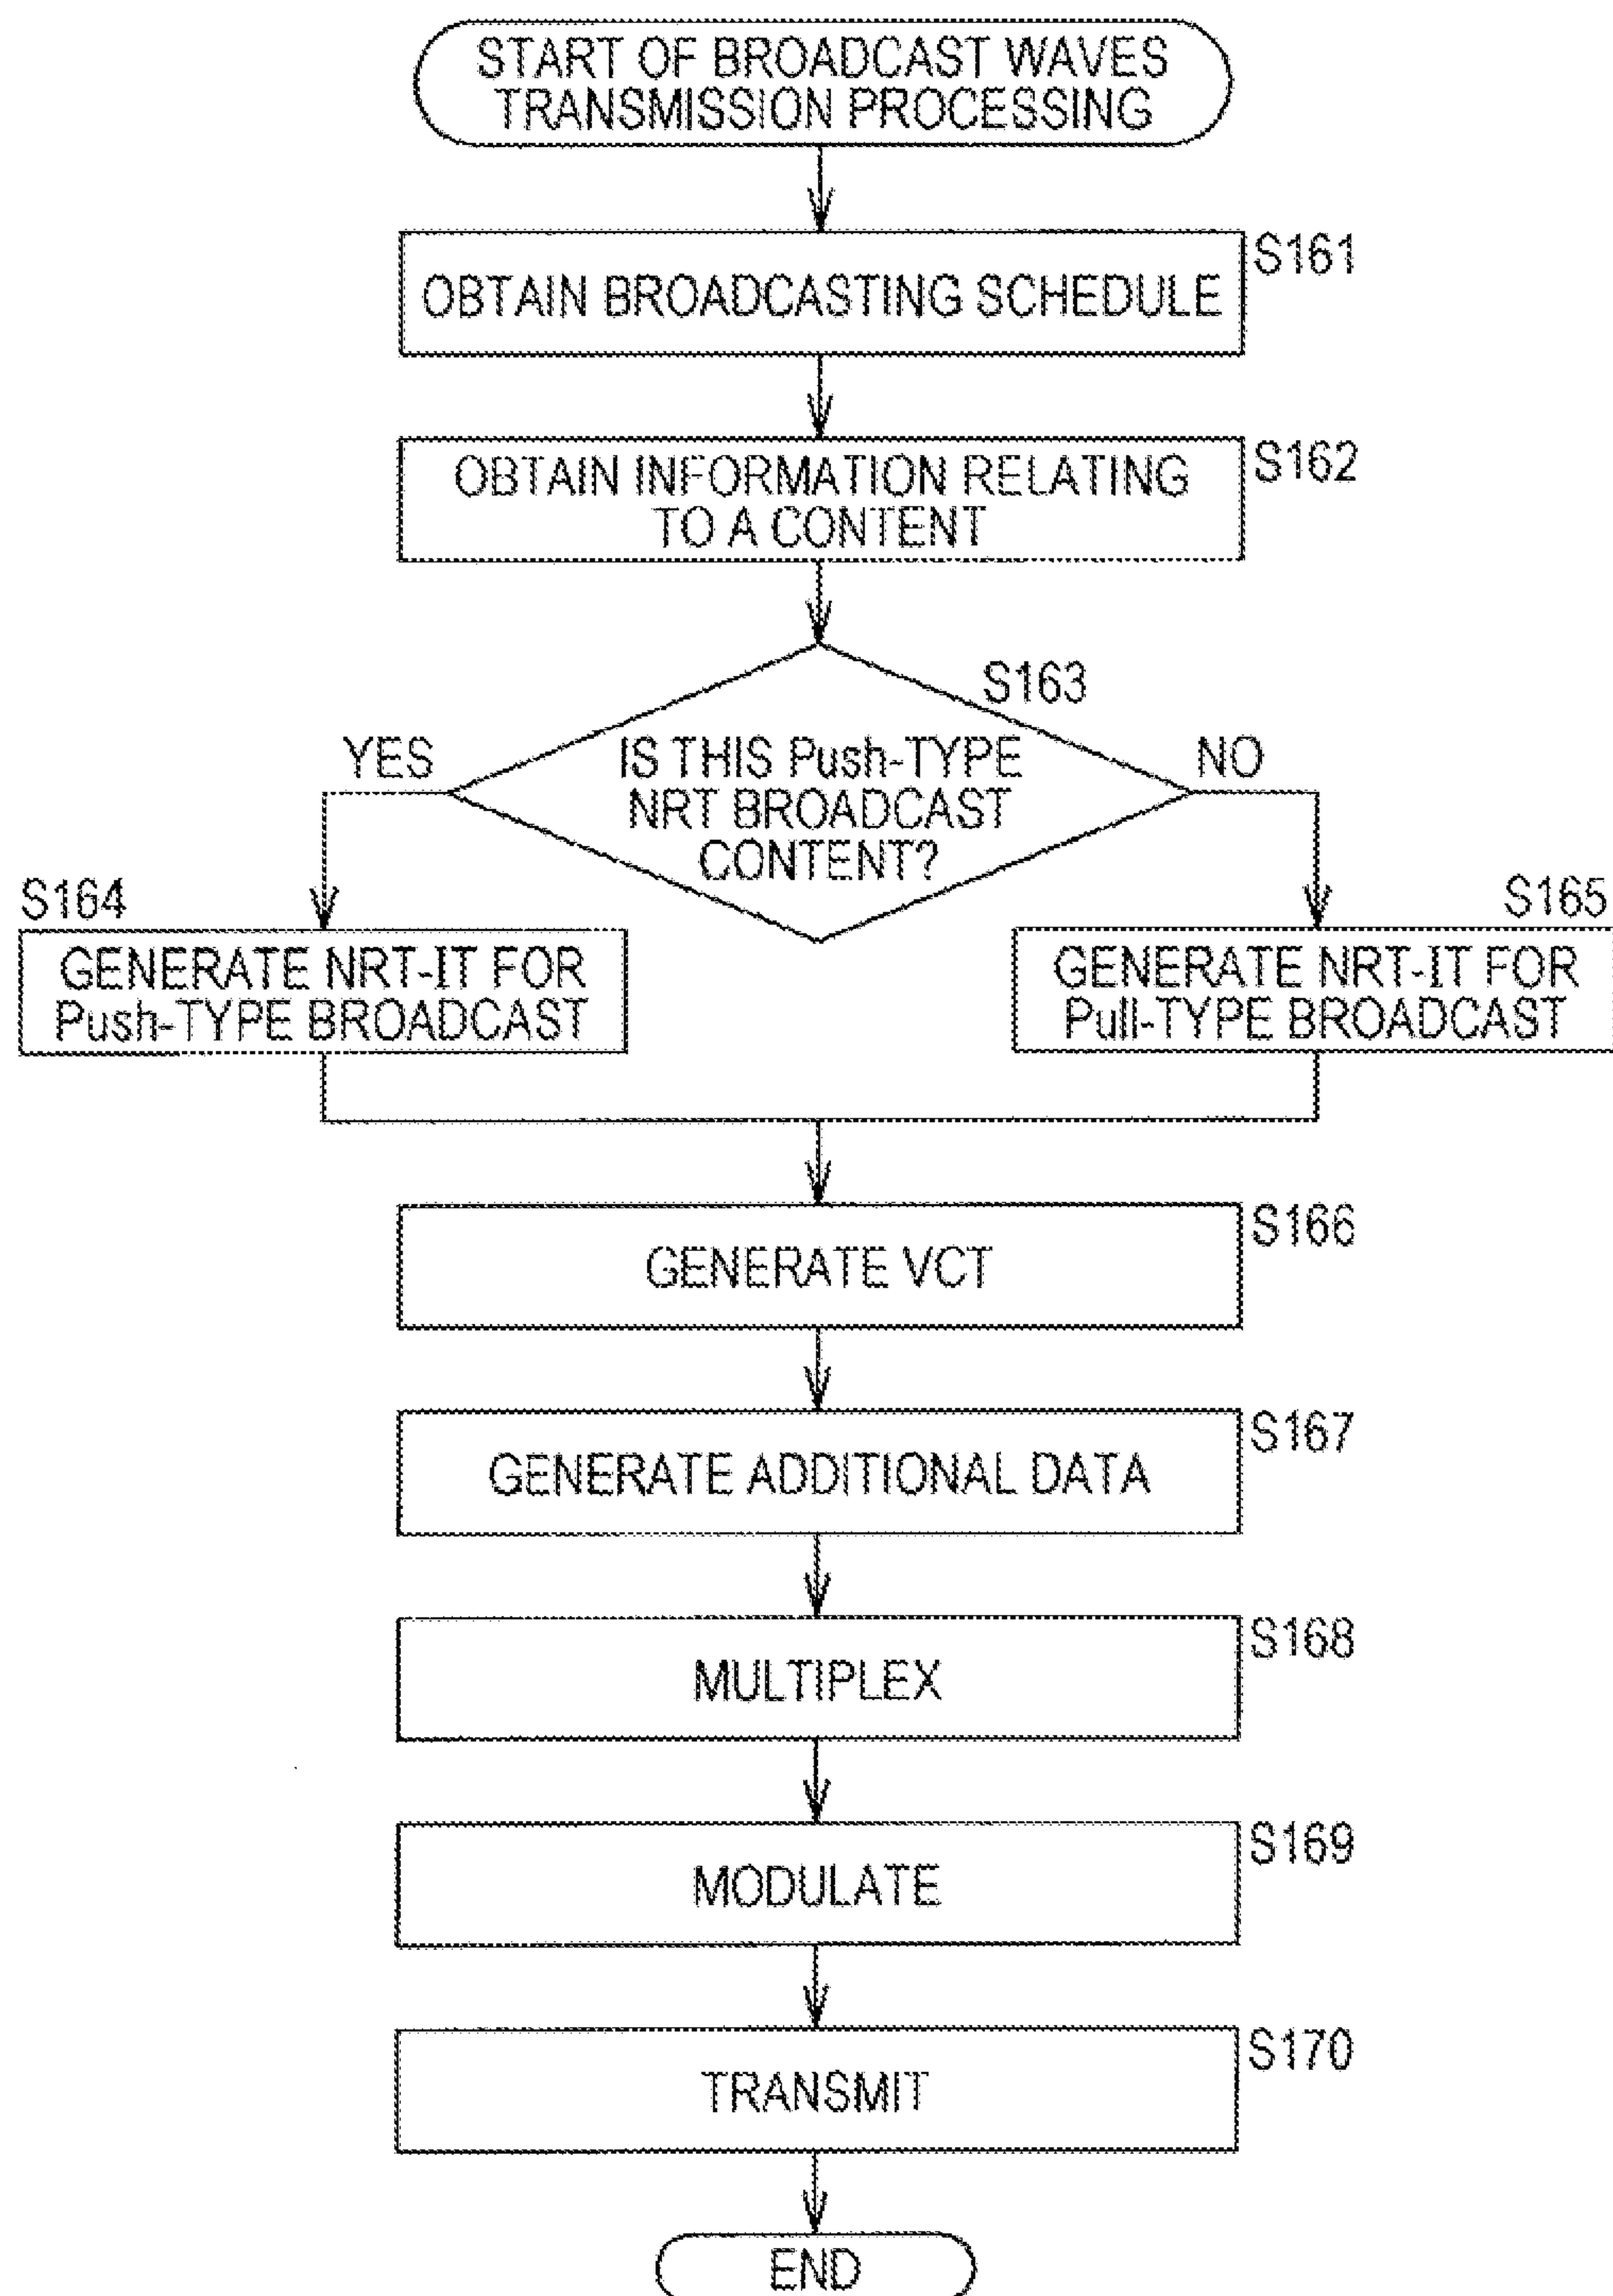 START OF BROADCAST WAVES
TRANSMISSION PROCESSING
S161
OBTAIN BROADCASTING SCHEDULE
S162
OBTAIN INFORMATION RELATING
TO A CONTENT
S163
YES
IS THIS Push-TYPE
NRT BROADCAST
CONTENT?
NO
S164
GENERATE NRT-IT FOR
Push-TYPE BROADCAST
S165
GENERATE NRT-IT FOR
Pull-TYPE BROADCAST
S166
GENERATE VCT
S167
GENERATE ADDITIONAL DATA
S168
MULTIPLEX
S169
MODULATE
S170
TRANSMIT
END